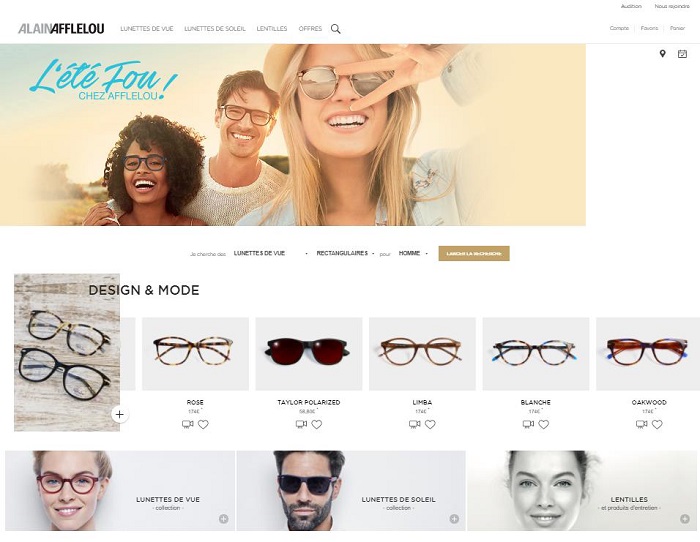 Audition Nous rejoindre
ALAINAFFLELOU LUNETTES DE VUE LUNETTES DE SOLEIL LENTILLES OFFRES Compte Favoris Panier
L'été Fou!
CHEZ AFFLELOU
Je cherche des LUNETTES DE VUE RECTANGULAIRES pour HOMME LANCER LA RECHERCHE
DESIGN & MODE
ROSE TAYLOR POLARIZED LIMBA BLANCHE OAKWOOD
174€* 58,80€* 174€* 174€* 174€*
LUNETTES DE VUE LUNETTES DE SOLEIL LENTILLES
- collection - - collection - - et produits d'entretien -